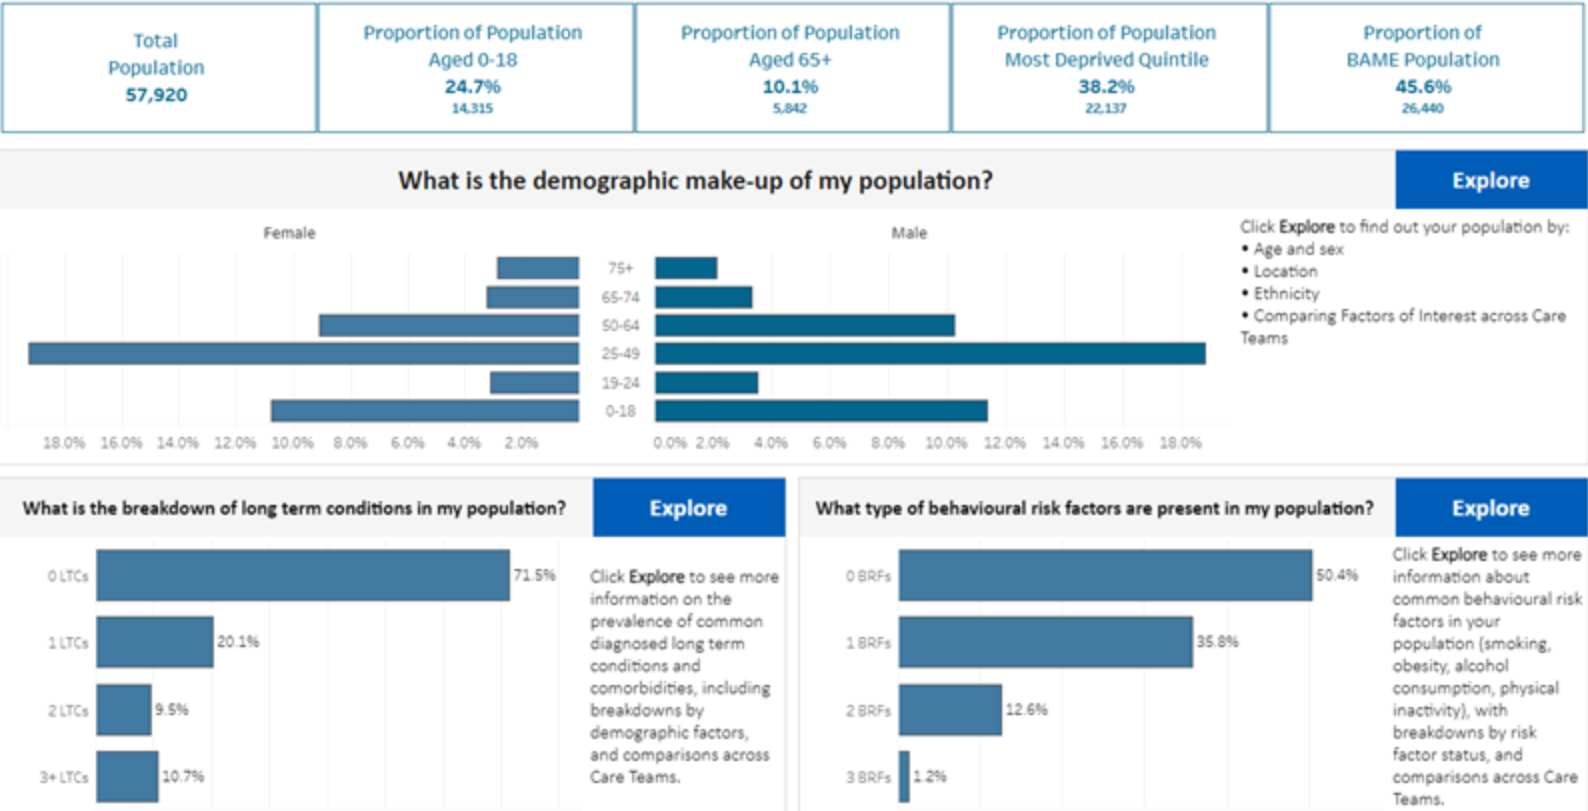 Total
Population
57,920
Proportion of Population
Aged 0-18
24.7%
14,315
Proportion of Population
Aged 65+
10.1%
5,842
Proportion of Population
Most Deprived Quintile
38.2%
22,137
Proportion of
BAME Population
45.6%
26,440
What is the demographic make-up of my population?
Explore
Female
Male
75+
65-74
50-64
25-49
19-24
0-18
18.0% 16.0% 14.0% 12.0% 10.0% 8.0% 6.0% 4.0% 2.0%
0.0% 2.0% 4.0% 6.0% 8.0% 10.0% 12.0% 14.0% 16.0% 18.0%
Click Explore to find out your population by:
• Age and sex
• Location
• Ethnicity
• Comparing Factors of Interest across Care
Teams
What is the breakdown of long term conditions in my population?
Explore
0 LTCs 71.5%
1 LTCs 20.1%
2 LTCs 9.5%
3+ LTCs 10.7%
Click Explore to see more
information on the
prevalence of common
diagnosed long term
conditions and
comorbidities, including
breakdowns by
demographic factors,
and comparisons across
Care Teams.
What type of behavioural risk factors are present in my population?
Explore
0 BRFs 50.4%
1 BRFs 35.8%
2 BRFs 12.6%
3 BRFs 1.2%
Click Explore to see more
information about
common behavioural risk
factors in your
population (smoking,
obesity, alcohol
consumption, physical
inactivity), with
breakdowns by risk
factor status, and
comparisons across Care
Teams.